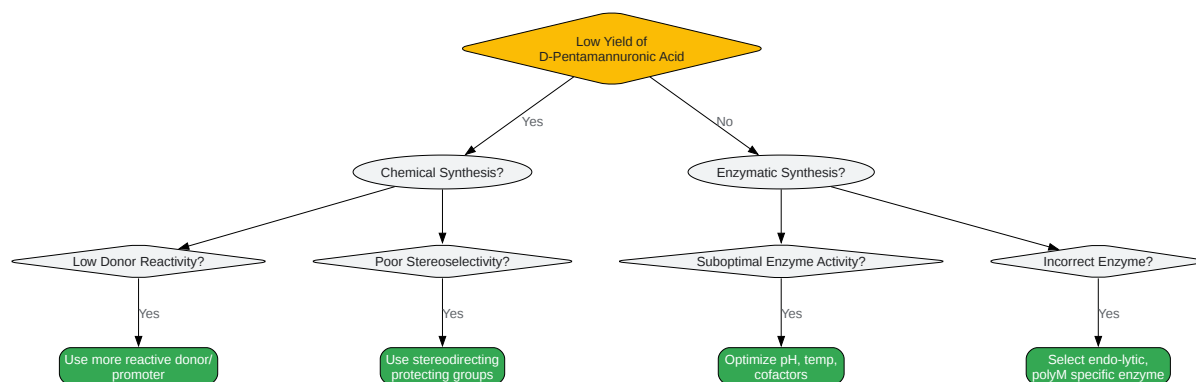 Low Yield of
D-Pentamannuronic Acid
Yes
No
Chemical Synthesis?
Enzymatic Synthesis?
Low Donor Reactivity?
Poor Stereoselectivity?
Suboptimal Enzyme Activity?
Incorrect Enzyme?
Yes
Yes
Yes
Yes
Use more reactive donor/
promoter
Use stereodirecting
protecting groups
Optimize pH, temp,
cofactors
Select endo-lytic,
polyM specific enzyme